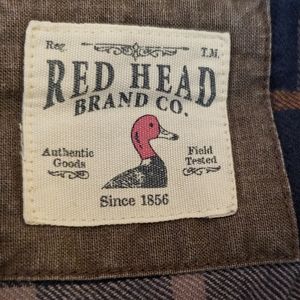 Reg. T.M.
RED HEAD
BRAND CO.
Authentic Field
Goods Tested
Since 1856